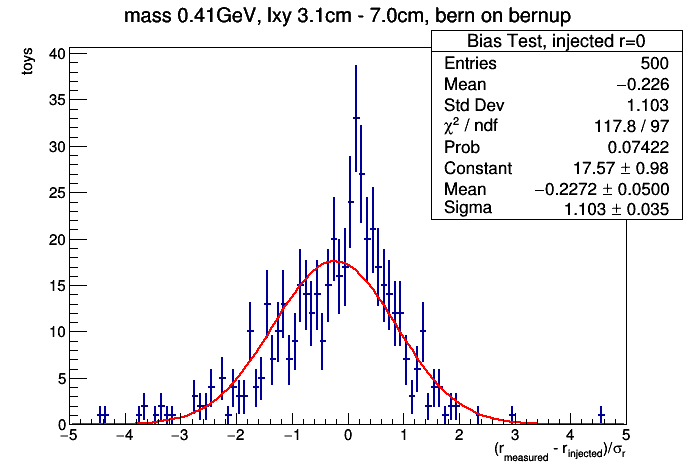 mass 0.41GeV, lxy 3.1cm - 7.0cm, bern on bernup
Bias Test, injected r=0
Entries 500
Mean −0.226
Std Dev 1.103
χ² / ndf 117.8 / 97
Prob 0.07422
Constant 17.57 ± 0.98
Mean −0.2272 ± 0.0500
Sigma 1.103 ± 0.035
toys
40
35
30
25
20
15
10
5
0
−5 −4 −3 −2 −1 0 1 2 3 4 5
(r_measured - r_injected)/σ_r